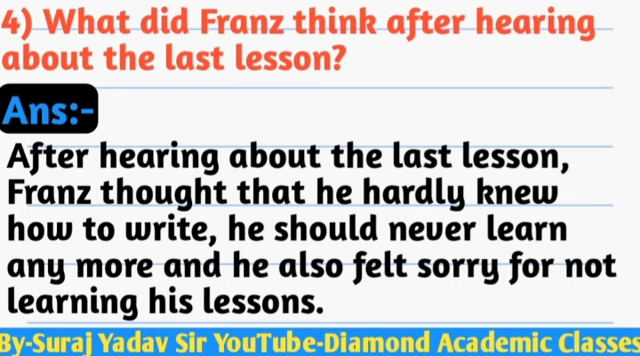 4) What did Franz think after hearing
about the last lesson?
Ans:-
After hearing about the last lesson,
Franz thought that he hardly knew
how to write, he should never learn
any more and he also felt sorry for not
learning his lessons.
By-Suraj Yadav Sir YouTube-Diamond Academic Classes